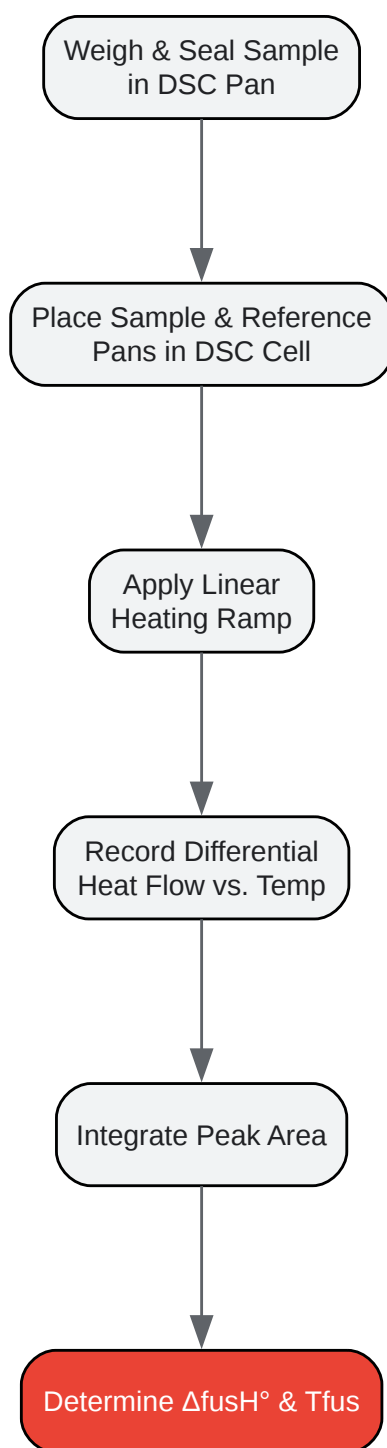 Weigh & Seal Sample
in DSC Pan
Place Sample & Reference
Pans in DSC Cell
Apply Linear
Heating Ramp
Record Differential
Heat Flow vs. Temp
Integrate Peak Area
Determine ΔfusH° & Tfus